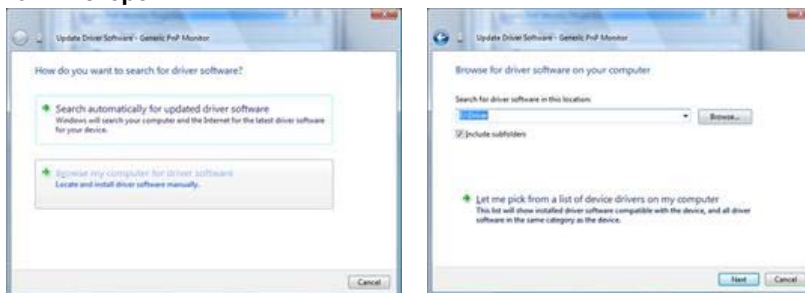 Update Driver Software - Generic PnP Monitor
How do you want to search for driver software?
Search automatically for updated driver software
Windows will search your computer and the Internet for the latest driver software
for your device.
Browse my computer for driver software
Locate and install driver software manually.
Cancel
Update Driver Software - Generic PnP Monitor
Browse for driver software on your computer
Search for driver software in this location:
Browse...
Include subfolders
Let me pick from a list of device drivers on my computer
This list will show installed driver software compatible with the device, and all driver
software in the same category as the device.
Next
Cancel